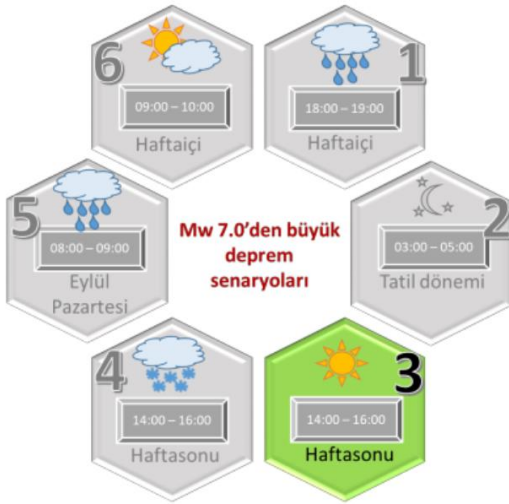 6
09:00 – 10:00
Haftaiçi
1
18:00 – 19:00
Haftaiçi
5
08:00 – 09:00
Eylül
Pazartesi
Mw 7.0’den büyük
deprem
senaryoları
2
03:00 – 05:00
Tatil dönemi
4
14:00 – 16:00
Haftasonu
3
14:00 – 16:00
Haftasonu